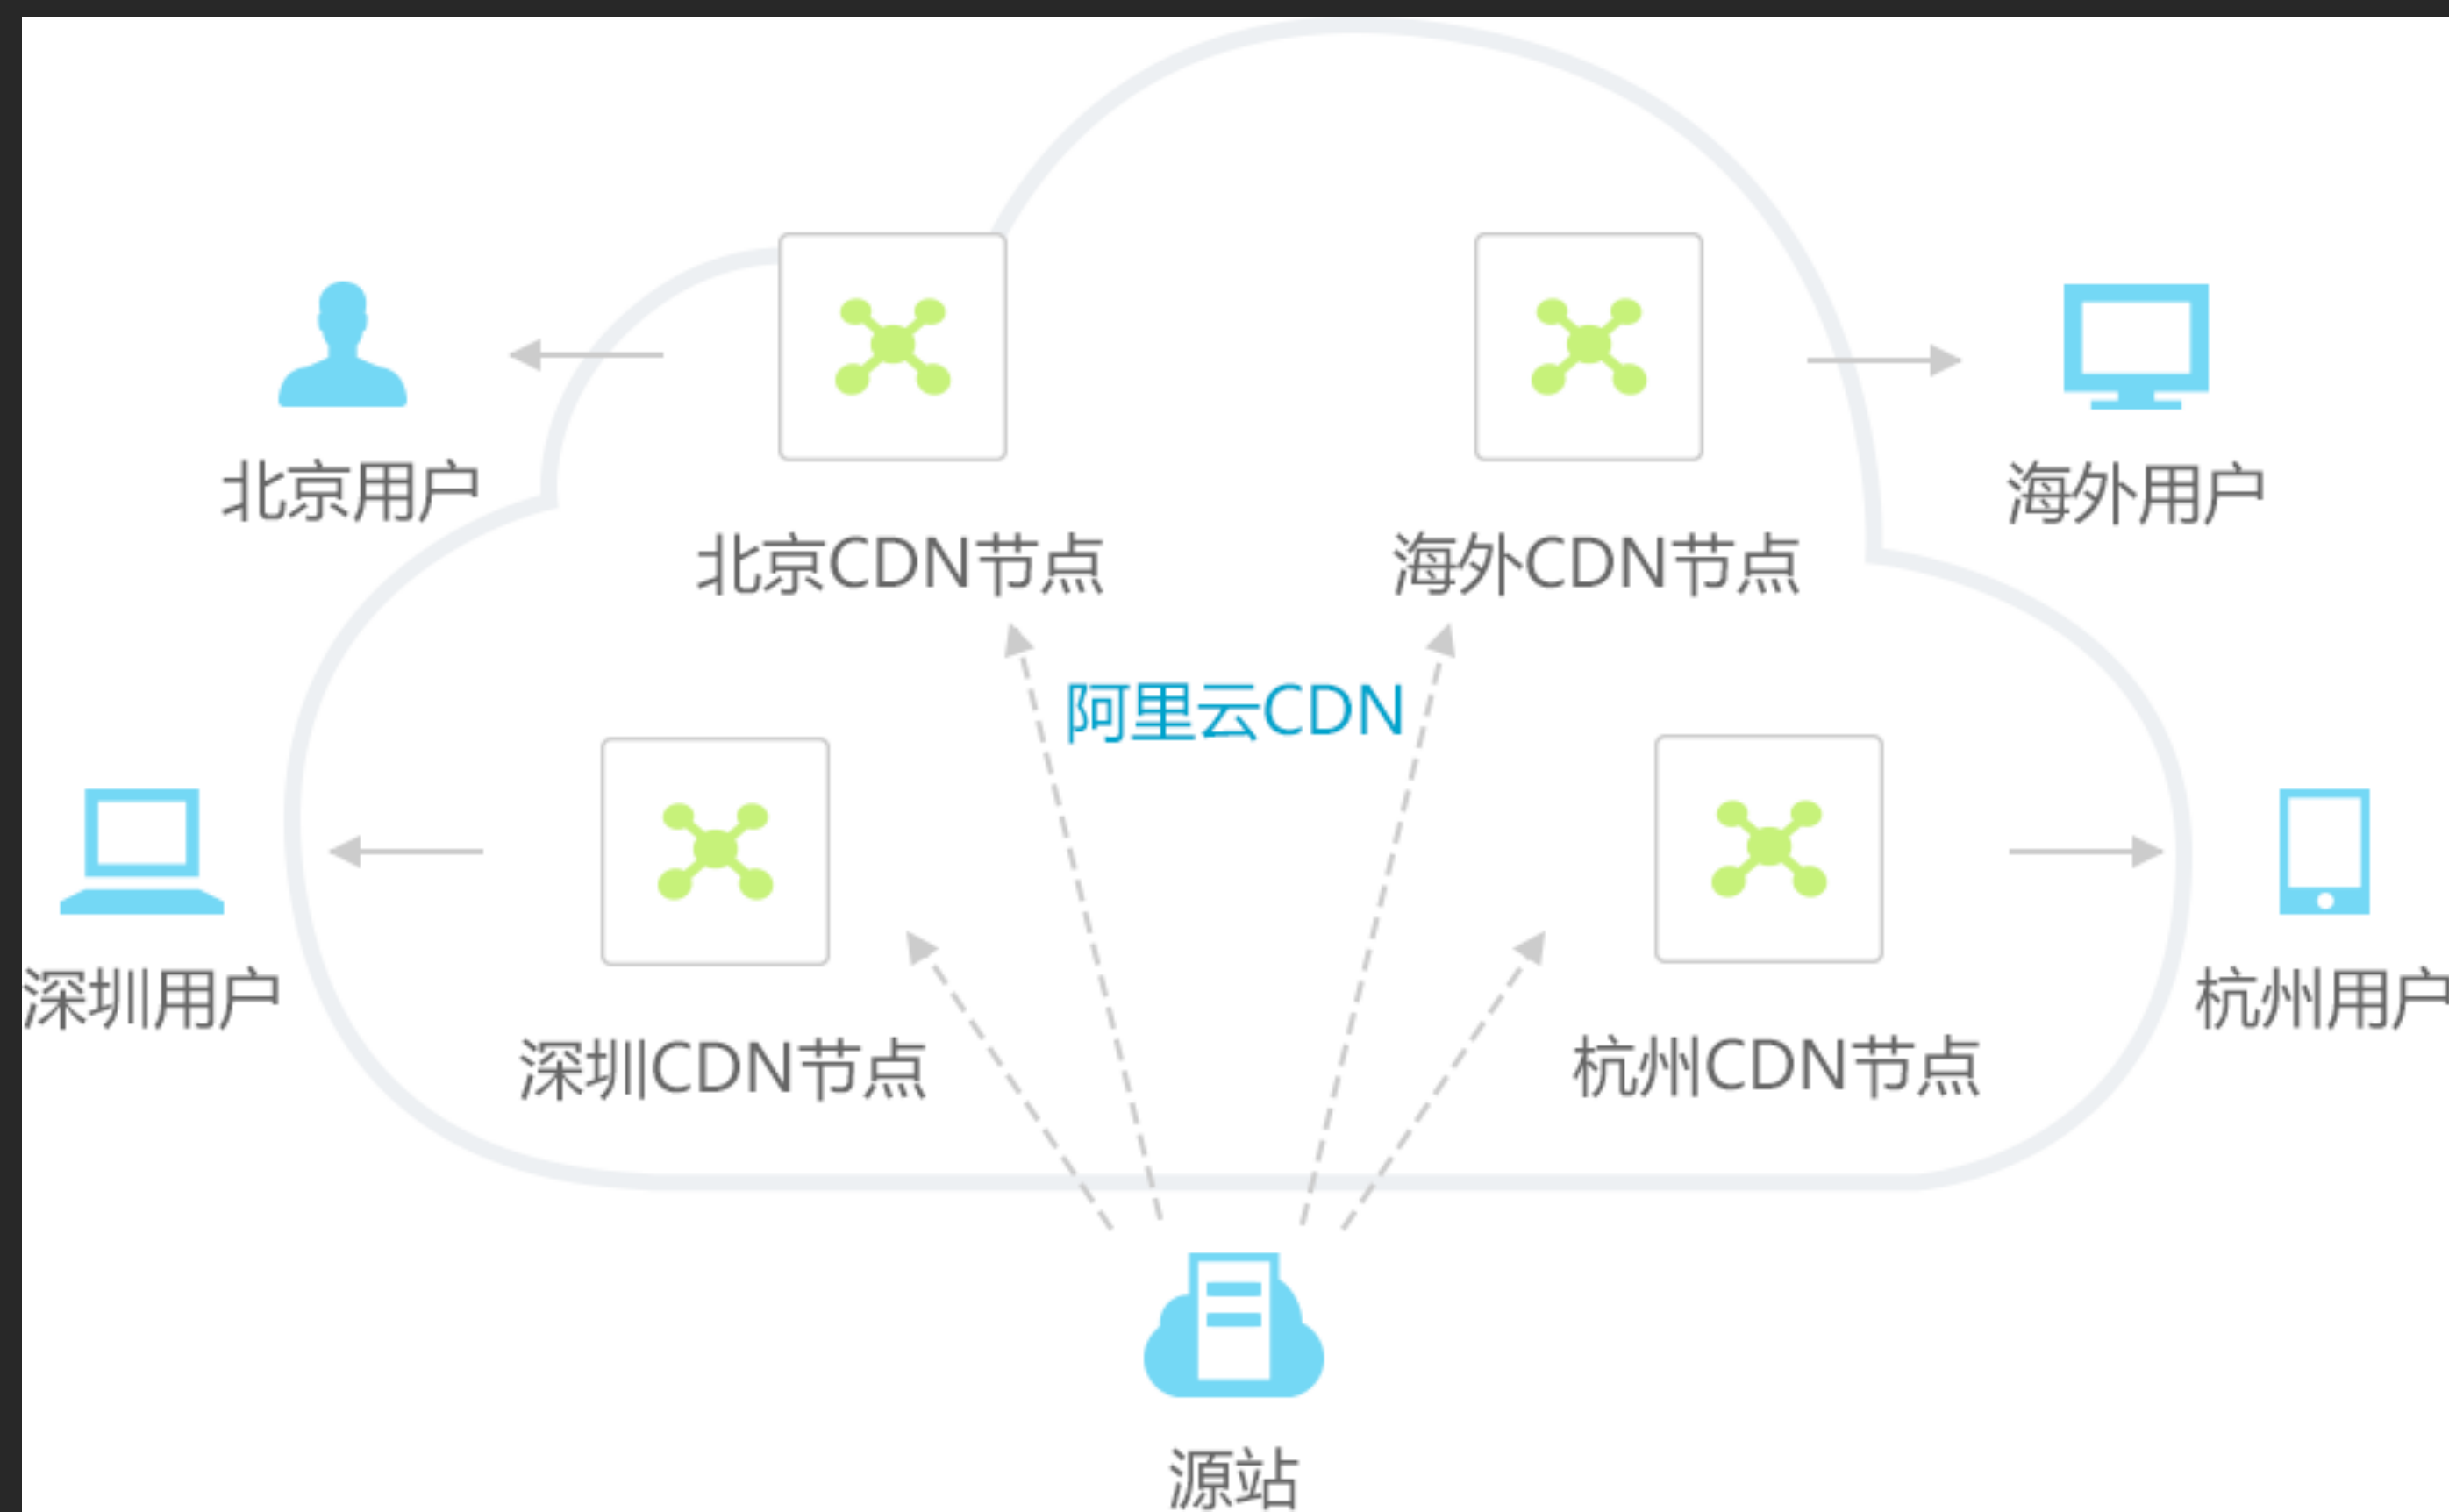 北京用户
海外用户
北京CDN节点
海外CDN节点
阿里云CDN
深圳用户
杭州用户
深圳CDN节点
杭州CDN节点
源站